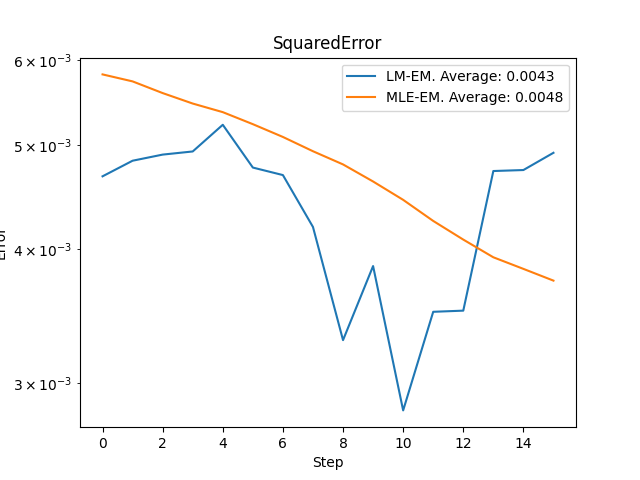 SquaredError
6 × 10⁻³
5 × 10⁻³
4 × 10⁻³
3 × 10⁻³
Error
LM-EM. Average: 0.0043
MLE-EM. Average: 0.0048
0 2 4 6 8 10 12 14
Step